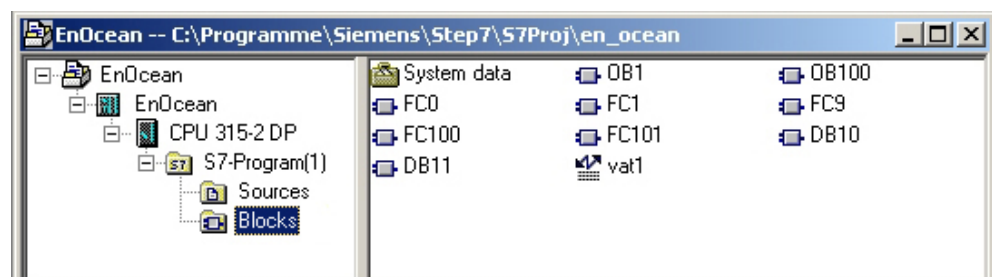 EnOcean -- C:\Programme\Siemens\Step7\S7Proj\en_ocean
EnOcean
EnOcean
CPU 315-2 DP
S7 S7-Program(1)
Sources
Blocks
System data OB1 OB100
FC0 FC1 FC9
FC100 FC101 DB10
DB11 vat1